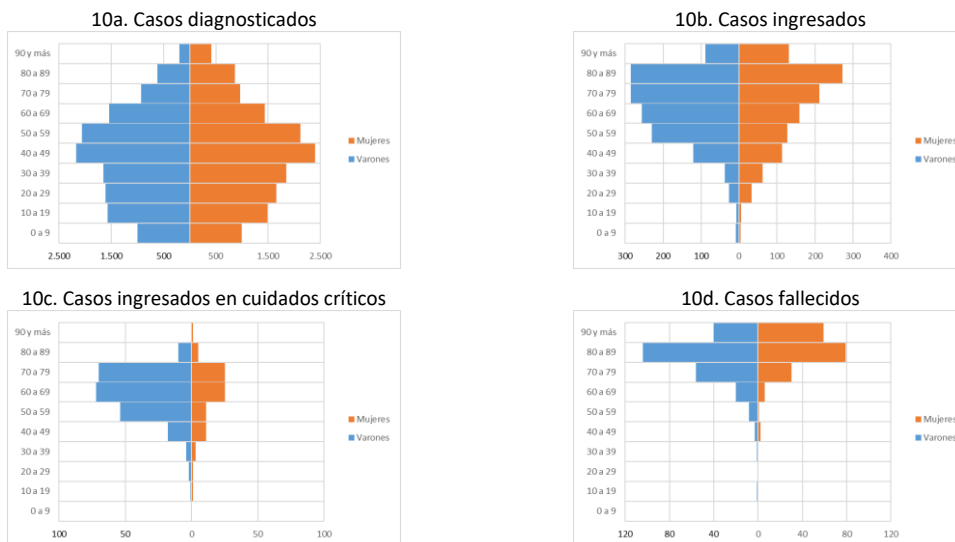 10a. Casos diagnosticados
90 y más
80 a 89
70 a 79
60 a 69
50 a 59
40 a 49
30 a 39
20 a 29
10 a 19
0 a 9
2.500 1.500 500 500 1.500 2.500
Mujeres
Varones
10b. Casos ingresados
90 y más
80 a 89
70 a 79
60 a 69
50 a 59
40 a 49
30 a 39
20 a 29
10 a 19
0 a 9
300 200 100 0 100 200 300 400
Mujeres
Varones
10c. Casos ingresados en cuidados críticos
90 y más
80 a 89
70 a 79
60 a 69
50 a 59
40 a 49
30 a 39
20 a 29
10 a 19
0 a 9
100 50 0 50 100
Mujeres
Varones
10d. Casos fallecidos
90 y más
80 a 89
70 a 79
60 a 69
50 a 59
40 a 49
30 a 39
20 a 29
10 a 19
0 a 9
120 80 40 0 40 80 120
Mujeres
Varones